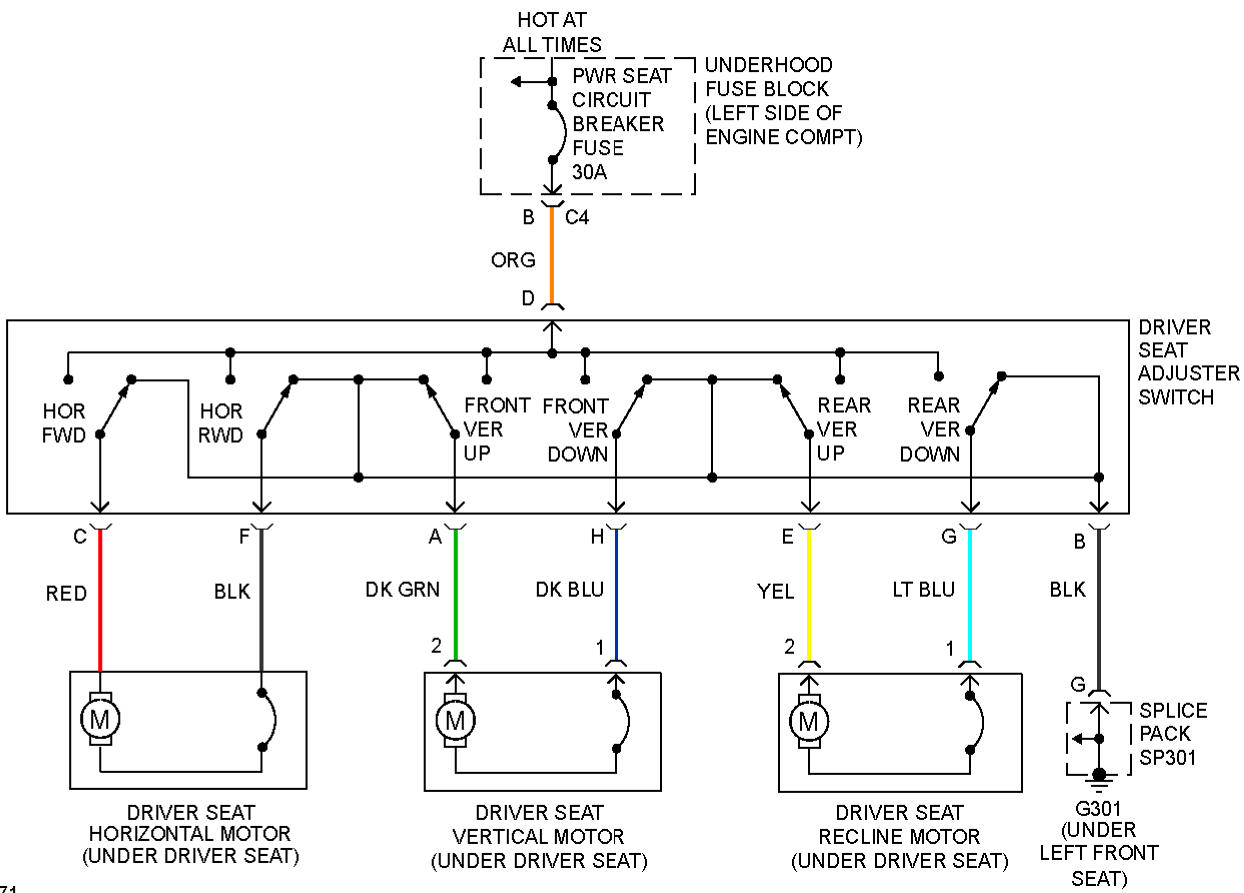 HOT AT
ALL TIMES
PWR SEAT
CIRCUIT
BREAKER
FUSE
30A
UNDERHOOD
FUSE BLOCK
(LEFT SIDE OF
ENGINE COMPT)
B
C4
ORG
D
DRIVER
SEAT
ADJUSTER
SWITCH
HOR
FWD
HOR
RWD
FRONT
VER
UP
FRONT
VER
DOWN
REAR
VER
UP
REAR
VER
DOWN
C
F
A
H
E
G
B
RED
BLK
DK GRN
DK BLU
YEL
LT BLU
BLK
2
1
2
1
G
M
M
M
SPLICE
PACK
SP301
DRIVER SEAT
HORIZONTAL MOTOR
(UNDER DRIVER SEAT)
DRIVER SEAT
VERTICAL MOTOR
(UNDER DRIVER SEAT)
DRIVER SEAT
RECLINE MOTOR
(UNDER DRIVER SEAT)
G301
(UNDER
LEFT FRONT
SEAT)